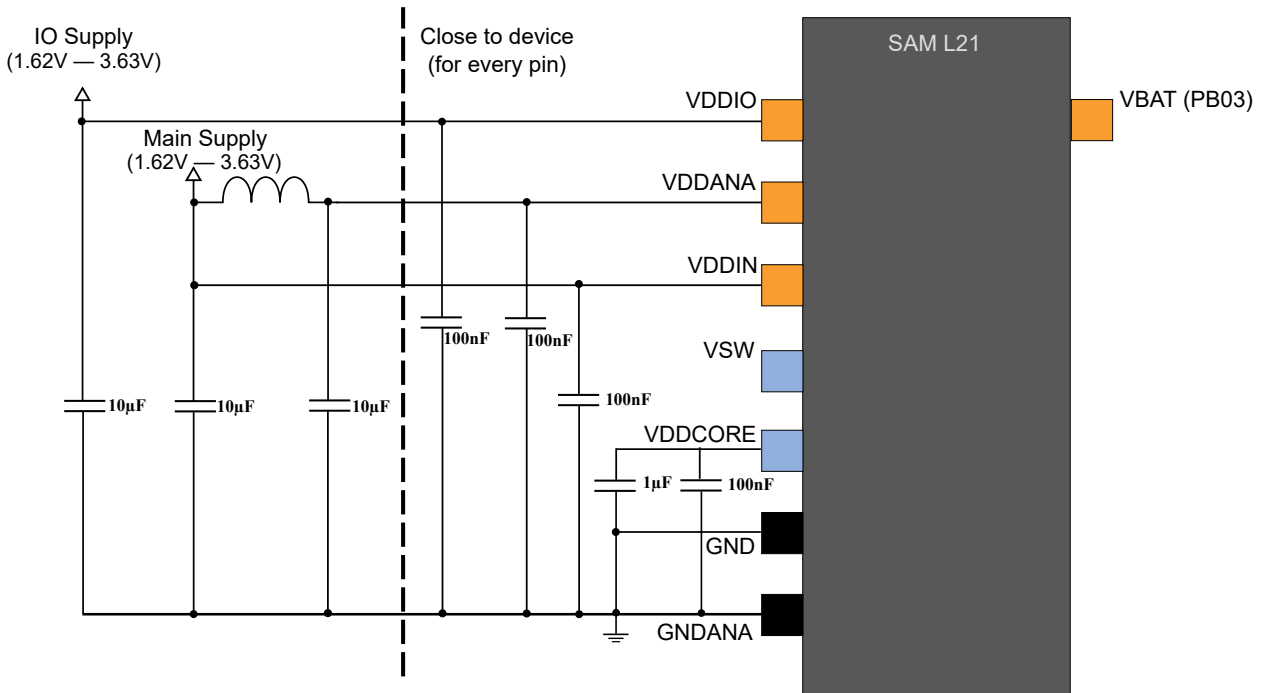 IO Supply
(1.62V — 3.63V)
Close to device
(for every pin)
SAM L21
VDDIO
VBAT (PB03)
Main Supply
(1.62V — 3.63V)
VDDANA
VDDIN
100nF
100nF
VSW
10µF
10µF
10µF
100nF
VDDCORE
1µF
100nF
GND
GNDANA